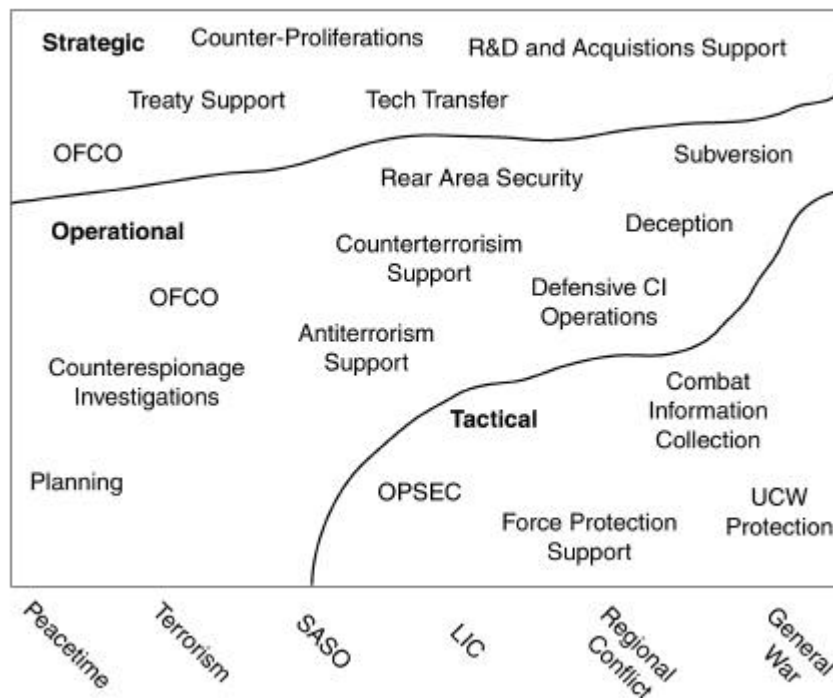 Strategic
Counter-Proliferations
R&D and Acquistions Support
Treaty Support
Tech Transfer
OFCO
Subversion
Rear Area Security
Operational
Deception
Counterterrorisim
Support
OFCO
Defensive CI
Operations
Antiterrorism
Support
Counterespionage
Investigations
Combat
Information
Collection
Tactical
Planning
OPSEC
UCW
Protection
Force Protection
Support
Peacetime
Terrorism
SASO
LIC
Regional
Conflict
General
War